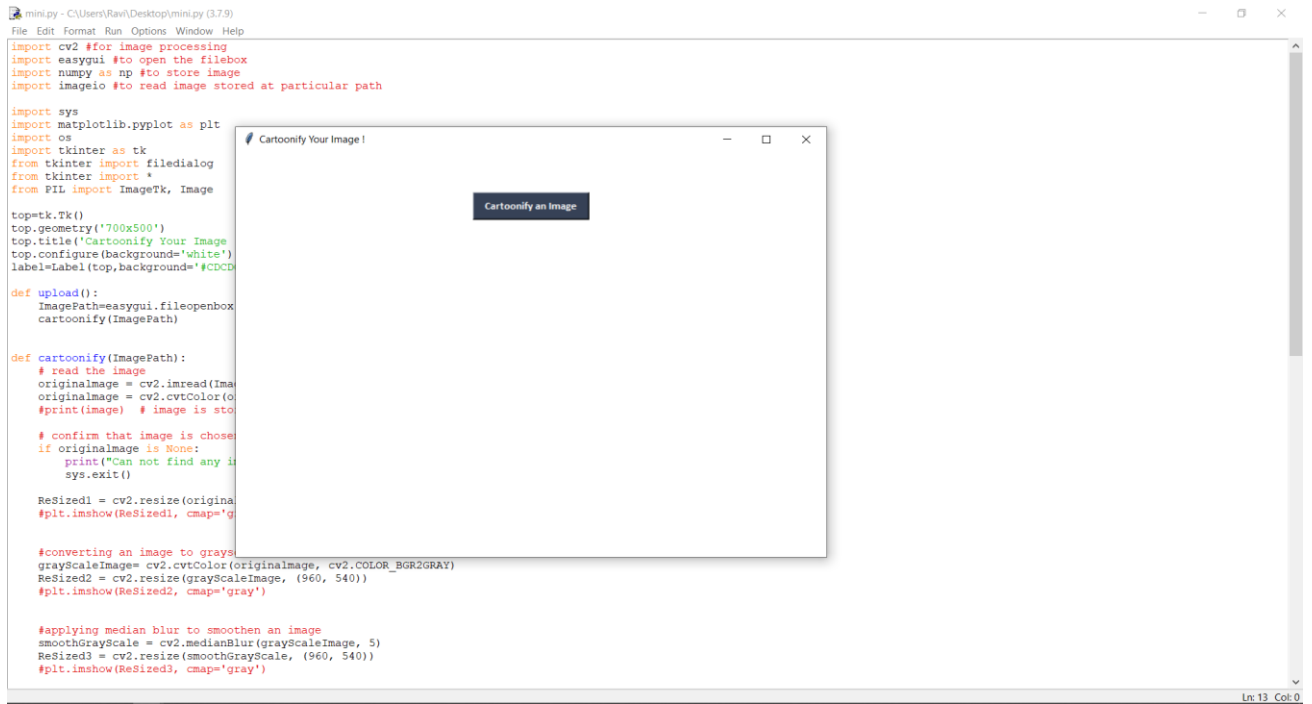 mini.py - C:\Users\Ravi\Desktop\mini.py (3.7.9)
File Edit Format Run Options Window Help
import cv2 #for image processing
import easygui #to open the filebox
import numpy as np #to store image
import imageio #to read image stored at particular path
import sys
import matplotlib.pyplot as plt
import os
import tkinter as tk
from tkinter import filedialog
from tkinter import *
from PIL import ImageTk, Image
top=tk.Tk()
top.geometry('700x500')
top.title('Cartoonify Your Image
top.configure(background='white')
label=Label(top,background='#CDCD
def upload():
    ImagePath=easygui.fileopenbox
    cartoonify(ImagePath)
def cartoonify(ImagePath):
    # read the image
    originalmage = cv2.imread(Ima
    originalmage = cv2.cvtColor(o
    #print(image)  # image is sto
    # confirm that image is chose
    if originalmage is None:
        print("Can not find any i
        sys.exit()
    ReSized1 = cv2.resize(origina
    #plt.imshow(ReSized1, cmap='g
    #converting an image to grays
    grayScaleImage= cv2.cvtColor(originalmage, cv2.COLOR_BGR2GRAY)
    ReSized2 = cv2.resize(grayScaleImage, (960, 540))
    #plt.imshow(ReSized2, cmap='gray')
    #applying median blur to smoothen an image
    smoothGrayScale = cv2.medianBlur(grayScaleImage, 5)
    ReSized3 = cv2.resize(smoothGrayScale, (960, 540))
    #plt.imshow(ReSized3, cmap='gray')
Cartoonify Your Image !
Cartoonify an Image
Ln: 13 Col: 0